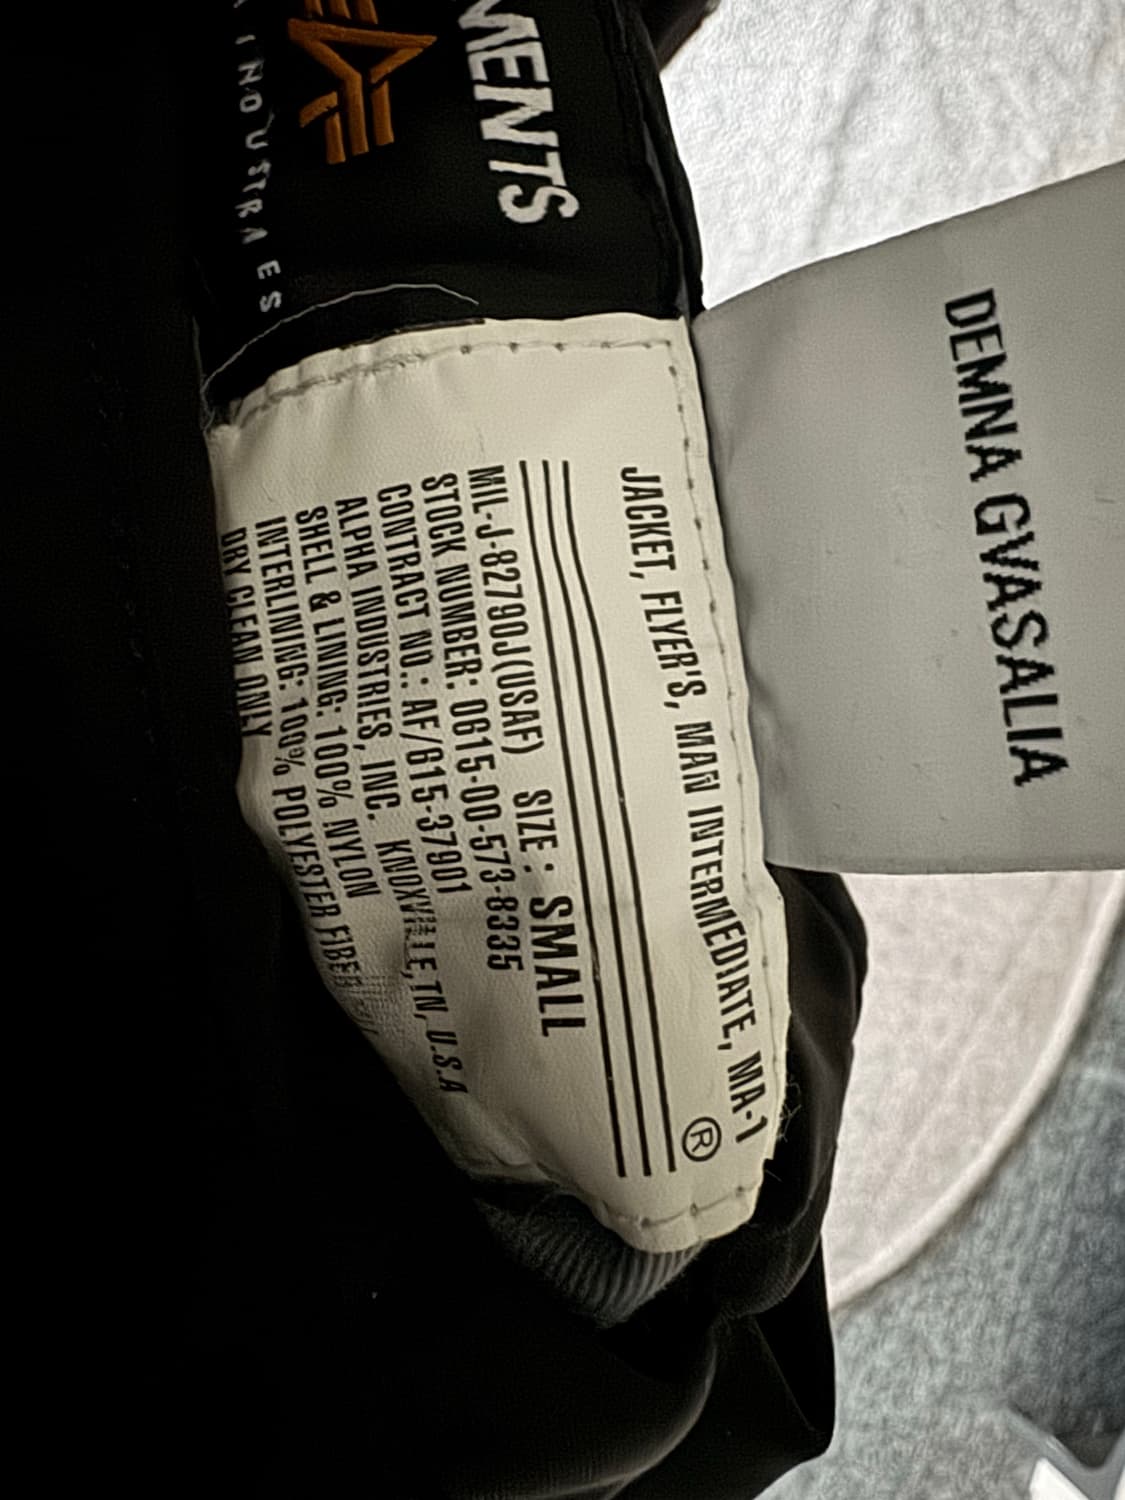 MENTS
INDUSTRIES
DEMNA GVASALIA
JACKET, FLYER'S, MAN INTERMEDIATE, MA-1
®
MIL-J-8279OJ(USAF) SIZE: SMALL
STOCK NUMBER: 0615-00-573-8335
CONTRACT NO.: AF/615-37901
ALPHA INDUSTRIES, INC. KNOXVILLE, TN, U.S.A
SHELL & LINING: 100% NYLON
INTERLINING: 100% POLYESTER FIBER
DRY CLEAN ONLY